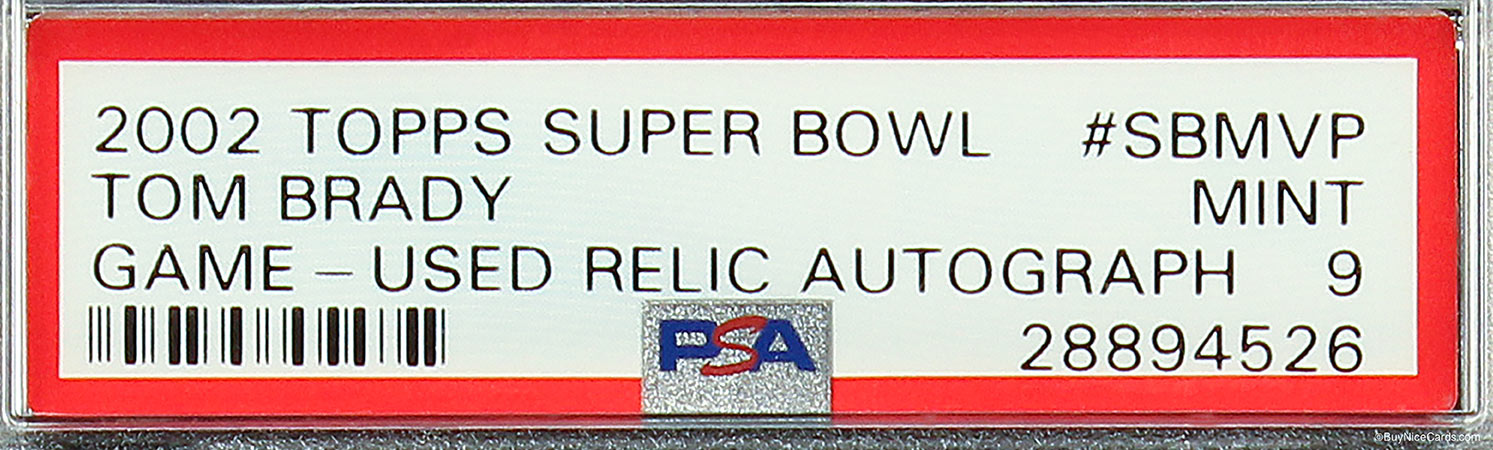 2002 TOPPS SUPER BOWL #SBMVP
TOM BRADY MINT
GAME - USED RELIC AUTOGRAPH 9
PSA 28894526
©BuyNiceCards.com